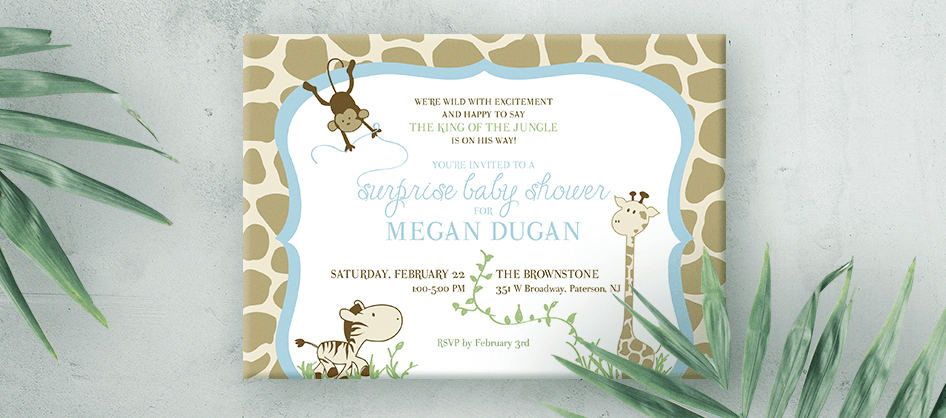 WE'RE WILD WITH EXCITEMENT
AND HAPPY TO SAY
THE KING OF THE JUNGLE
IS ON HIS WAY!
YOU'RE INVITED TO A
surprise baby shower
FOR
MEGAN DUGAN
SATURDAY, FEBRUARY 22
1:00-5:00 PM
THE BROWNSTONE
351 W Broadway, Paterson, NJ
RSVP by February 3rd